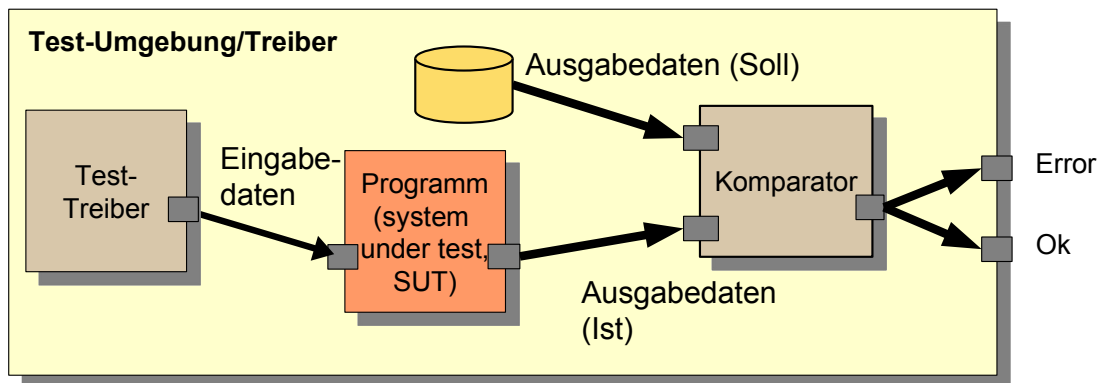 Test-Umgebung/Treiber
Ausgabedaten (Soll)
Test-
Treiber
Eingabe-
daten
Programm
(system
under test,
SUT)
Komparator
Error
Ok
Ausgabedaten
(Ist)